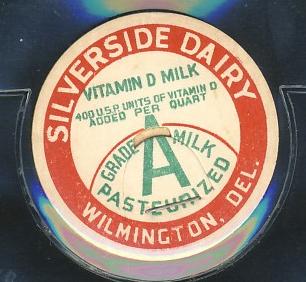 SILVERSIDE DAIRY
VITAMIN D MILK
400 U.S.P. UNITS OF VITAMIN D
ADDED PER QUART
GRADE A MILK
PASTEURIZED
WILMINGTON, DEL.